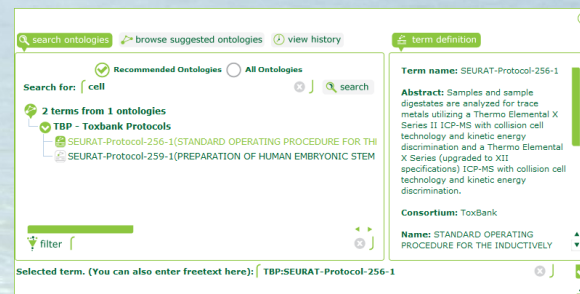 search ontologies browse suggested ontologies view history term definition
Recommended Ontologies All Ontologies
Search for: cell search
2 terms from 1 ontologies
TBP - Toxbank Protocols
SEURAT-Protocol-256-1(STANDARD OPERATING PROCEDURE FOR THI
SEURAT-Protocol-259-1(PREPARATION OF HUMAN EMBRYONIC STEM
filter
Term name: SEURAT-Protocol-256-1
Abstract: Samples and sample
digestates are analyzed for trace
metals utilizing a Thermo Elemental X
Series II ICP-MS with collision cell
technology and kinetic energy
discrimination and a Thermo Elemental
X Series (upgraded to XII
specifications) ICP-MS with collision cell
technology and kinetic energy
discrimination.
Consortium: ToxBank
Name: STANDARD OPERATING
PROCEDURE FOR THE INDUCTIVELY
Selected term. (You can also enter freetext here): TBP:SEURAT-Protocol-256-1